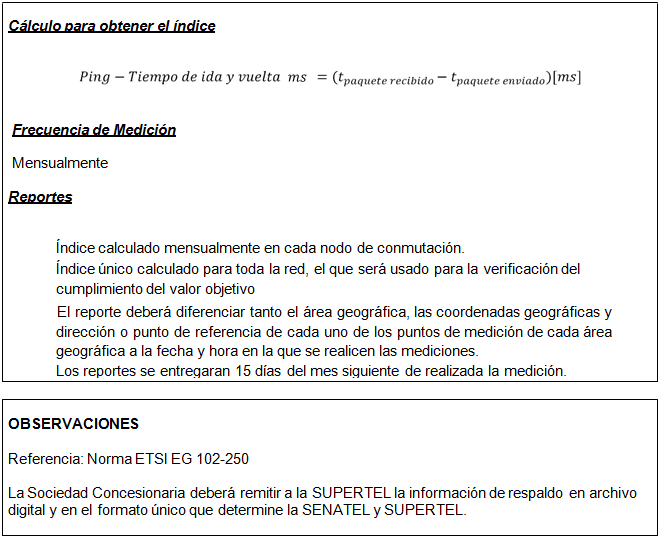 Cálculo para obtener el índice
Ping − Tiempo de ida y vuelta ms = (t paquete recibido − t paquete enviado)[ms]
Frecuencia de Medición
Mensualmente
Reportes
Índice calculado mensualmente en cada nodo de conmutación.
Índice único calculado para toda la red, el que será usado para la verificación del
cumplimiento del valor objetivo
El reporte deberá diferenciar tanto el área geográfica, las coordenadas geográficas y
dirección o punto de referencia de cada uno de los puntos de medición de cada área
geográfica a la fecha y hora en la que se realicen las mediciones.
Los reportes se entregaran 15 días del mes siguiente de realizada la medición.
OBSERVACIONES
Referencia: Norma ETSI EG 102-250
La Sociedad Concesionaria deberá remitir a la SUPERTEL la información de respaldo en archivo
digital y en el formato único que determine la SENATEL y SUPERTEL.